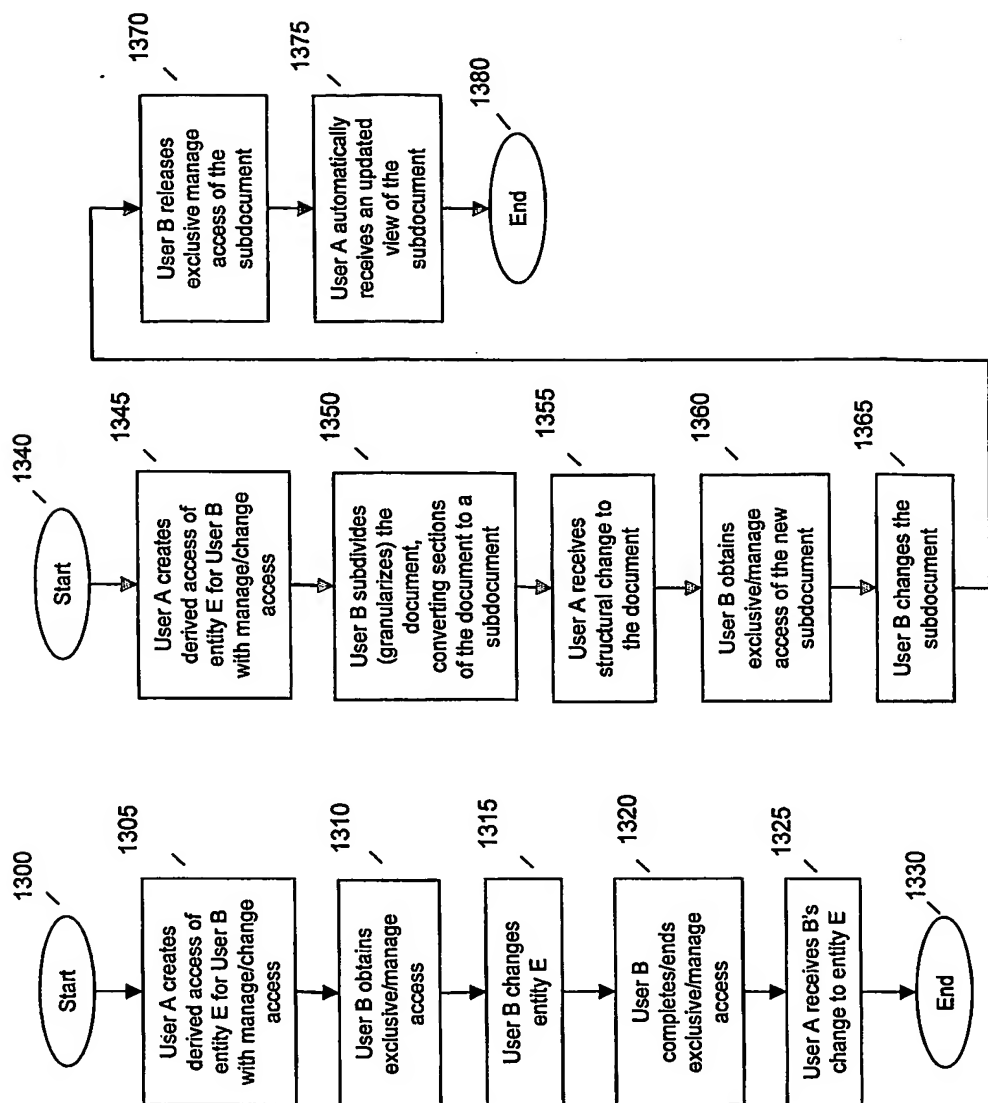 1300
Start
1305
User A creates
derived access of
entity E for User B
with manage/change
access
1310
User B obtains
exclusive/manage
access
1315
User B changes
entity E
1320
User B
completes/ends
exclusive/manage
access
1325
User A receives B's
change to entity E
1330
End
1340
Start
1345
User A creates
derived access of
entity E for User B
with manage/change
access
1350
User B subdivides
(granularizes) the
document,
converting sections
of the document to a
subdocument
1355
User A receives
structural change to
the document
1360
User B obtains
exclusive/manage
access of the new
subdocument
1365
User B changes the
subdocument
1370
User B releases
exclusive manage
access of the
subdocument
1375
User A automatically
receives an updated
view of the
subdocument
1380
End